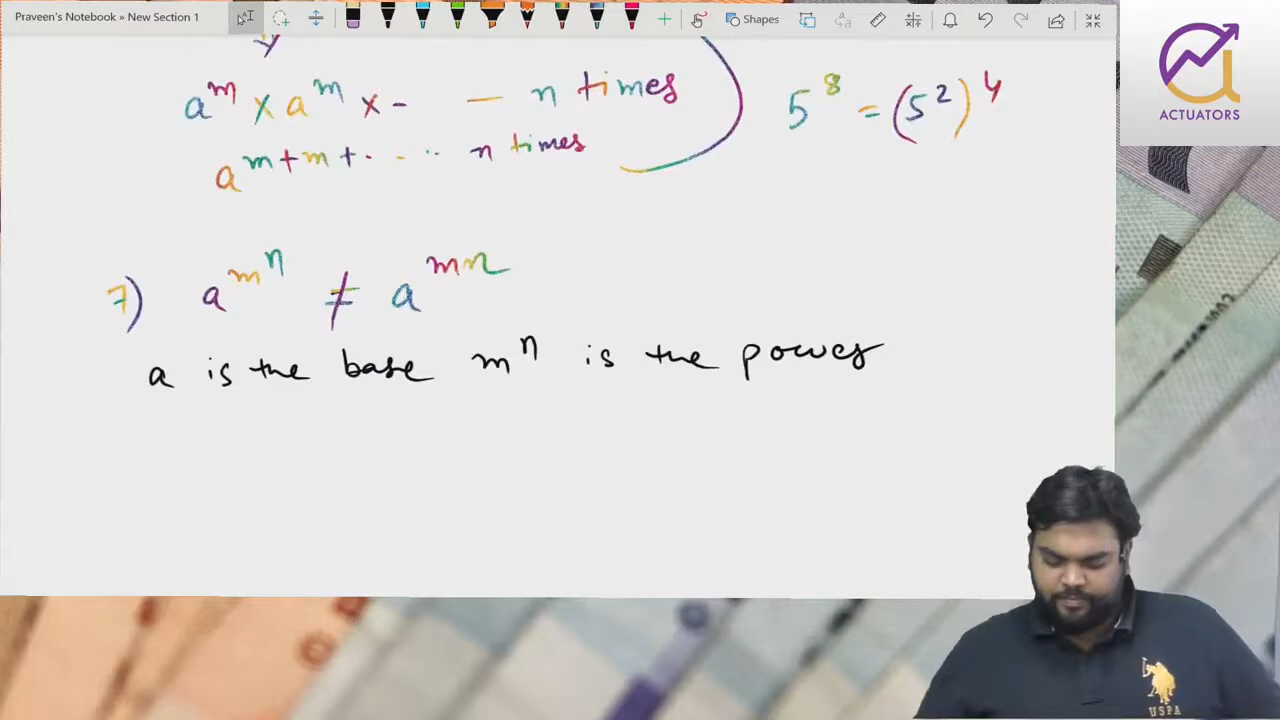 Praveen's Notebook » New Section 1
Shapes
ACTUATORS
y
a^m × a^m × - — n times
a^m+m+. . .. n times
5^8 = (5^2)^4
7) a^m^n ≠ a^mn
a is the base m^n is the power
USPA